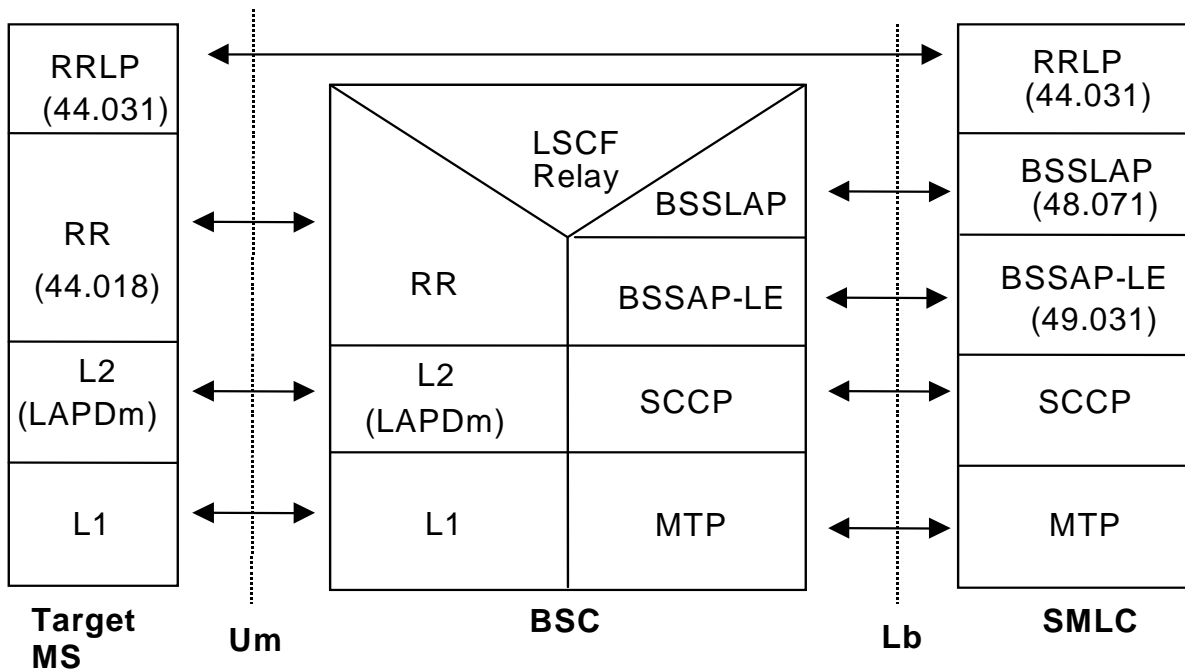 RRLP
(44.031)
RR
(44.018)
L2
(LAPDm)
L1
Target
MS
Um
LSCF
Relay
BSSLAP
RR
BSSAP-LE
L2
(LAPDm)
SCCP
L1
MTP
BSC
Lb
RRLP
(44.031)
BSSLAP
(48.071)
BSSAP-LE
(49.031)
SCCP
MTP
SMLC